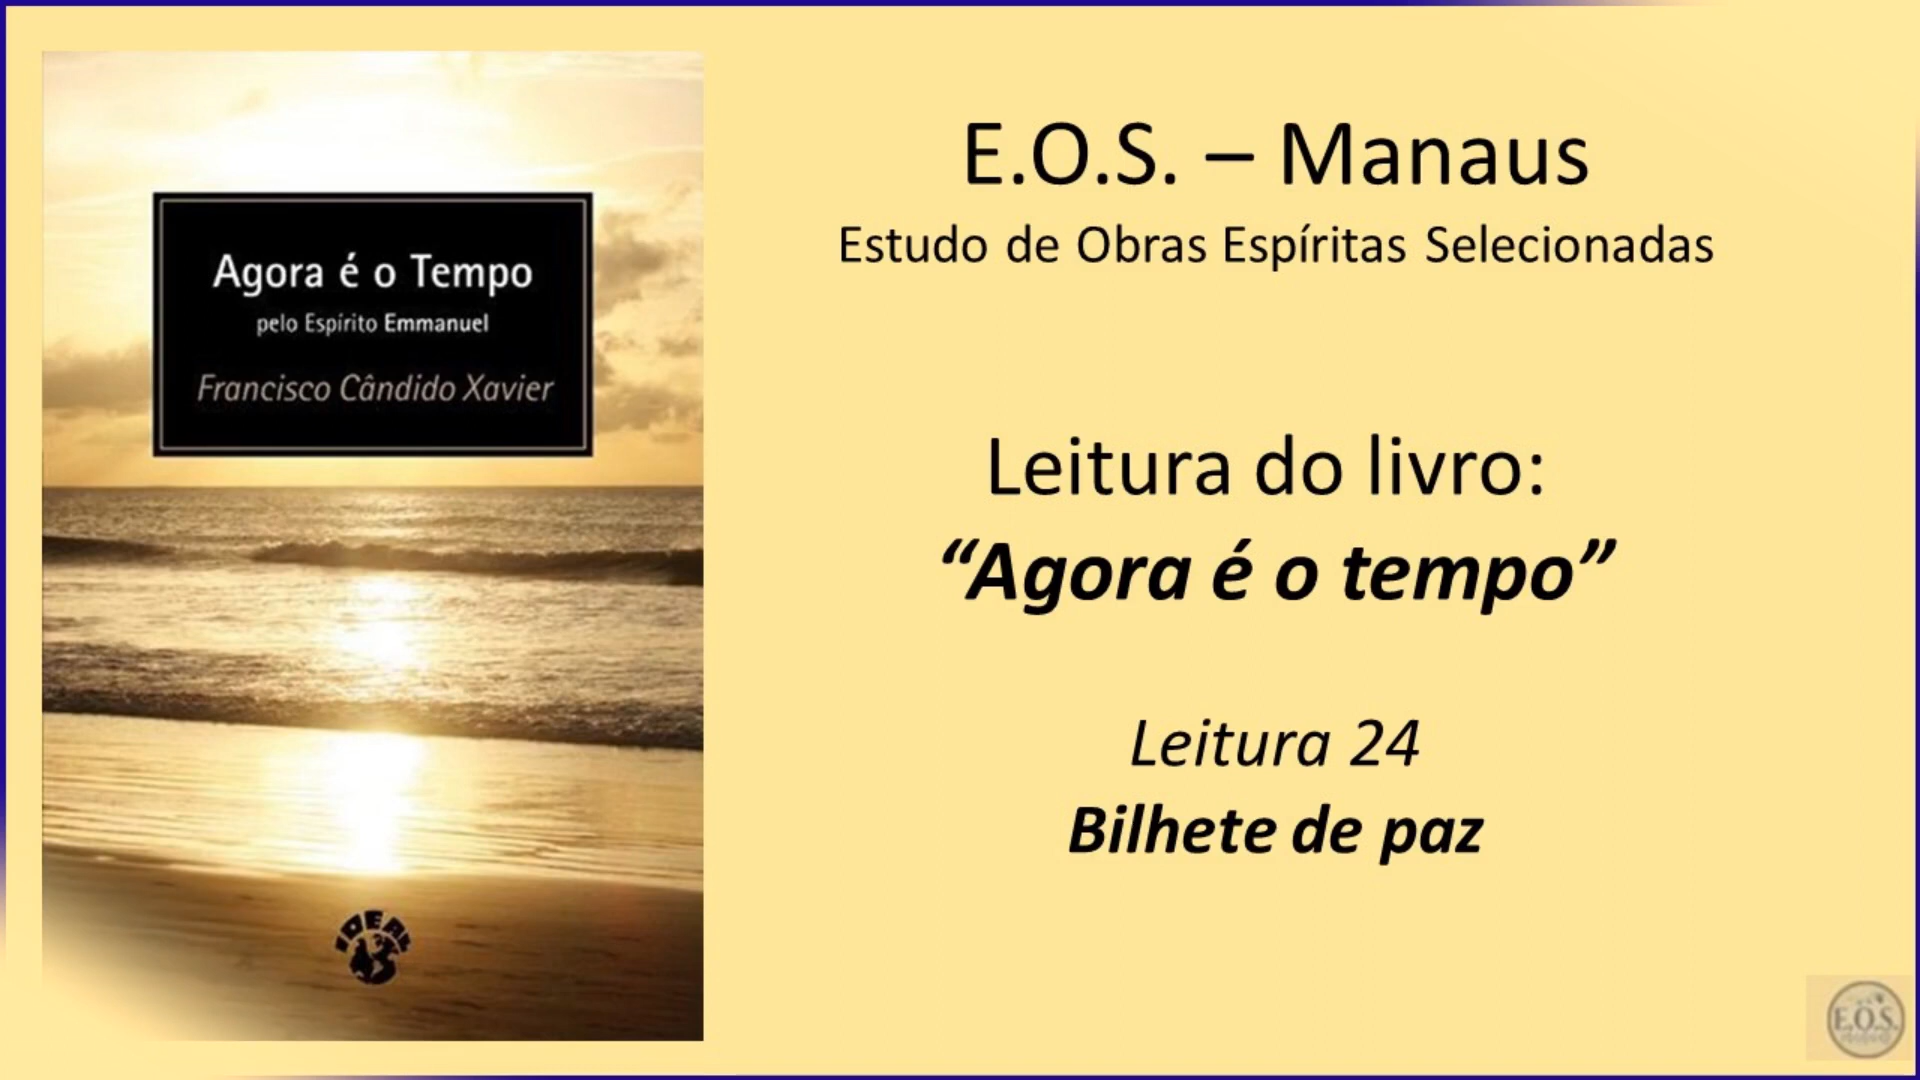 Agora é o Tempo
pelo Espírito Emmanuel
Francisco Cândido Xavier
IDEAL
E.O.S. – Manaus
Estudo de Obras Espíritas Selecionadas
Leitura do livro:
“Agora é o tempo”
Leitura 24
Bilhete de paz
E.O.S.